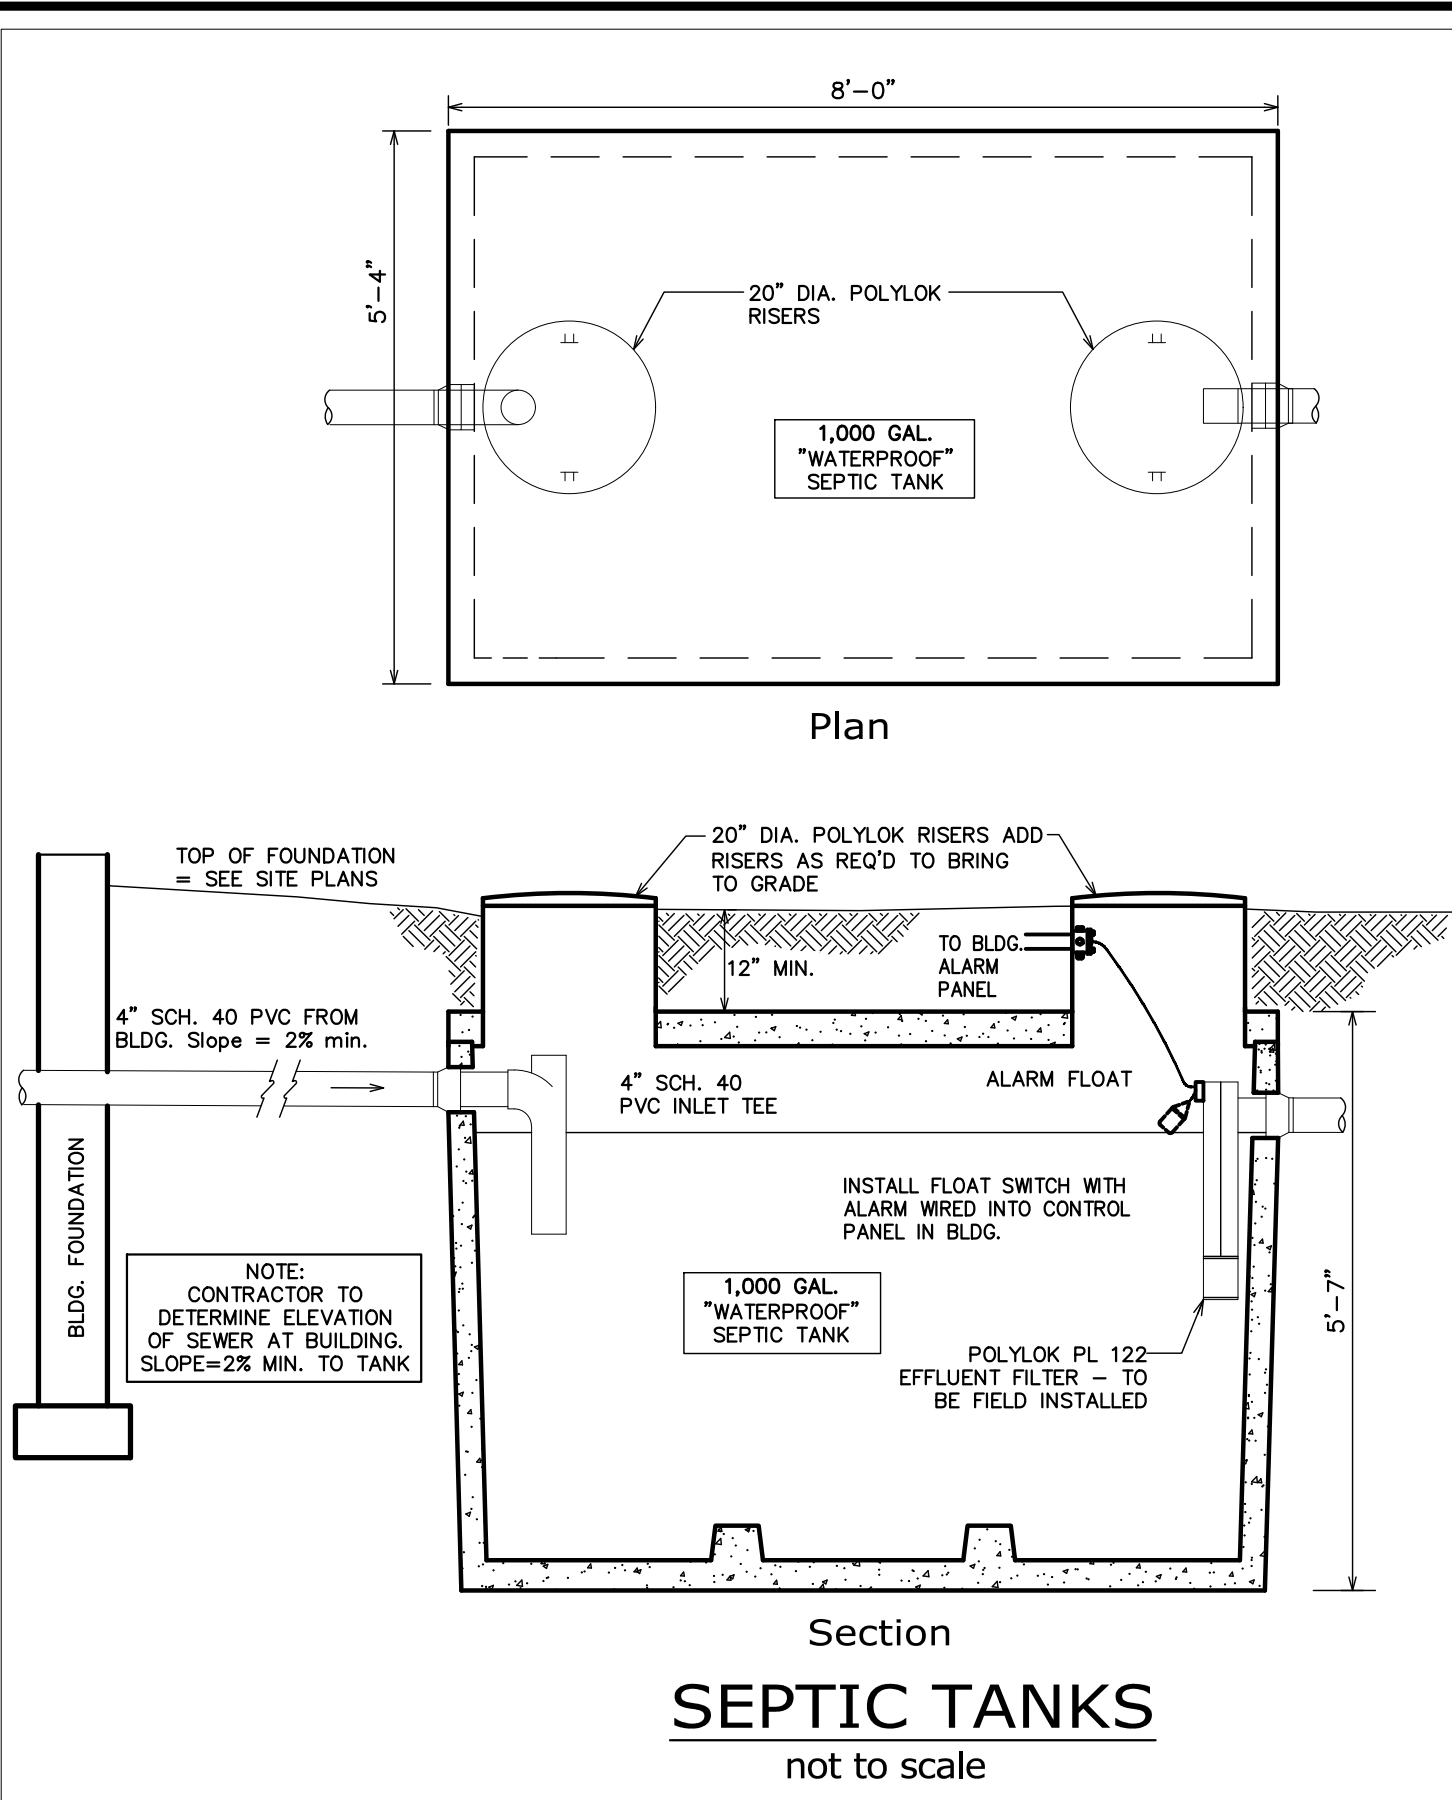 8'-0"
5'-4"
20" DIA. POLYLOK
RISERS
1,000 GAL.
"WATERPROOF"
SEPTIC TANK
Plan
20" DIA. POLYLOK RISERS ADD
RISERS AS REQ'D TO BRING
TO GRADE
TOP OF FOUNDATION
= SEE SITE PLANS
TO BLDG.
ALARM
PANEL
12" MIN.
4" SCH. 40 PVC FROM
BLDG. Slope = 2% min.
4" SCH. 40
PVC INLET TEE
ALARM FLOAT
INSTALL FLOAT SWITCH WITH
ALARM WIRED INTO CONTROL
PANEL IN BLDG.
BLDG. FOUNDATION
NOTE:
CONTRACTOR TO
DETERMINE ELEVATION
OF SEWER AT BUILDING.
SLOPE=2% MIN. TO TANK
1,000 GAL.
"WATERPROOF"
SEPTIC TANK
5'-7"
POLYLOK PL 122
EFFLUENT FILTER – TO
BE FIELD INSTALLED
Section
SEPTIC TANKS
not to scale